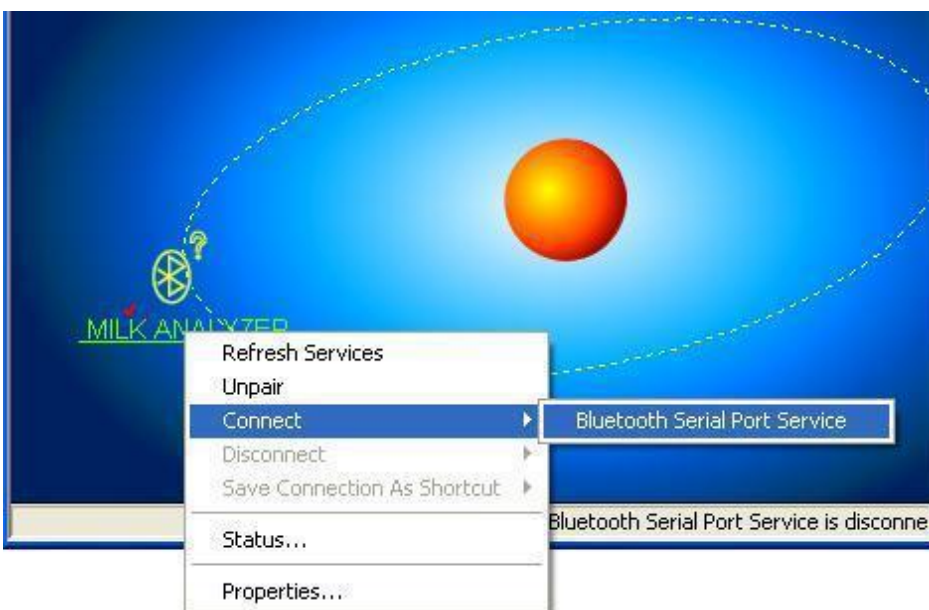 MILK ANALYZER
Refresh Services
Unpair
Connect
Bluetooth Serial Port Service
Disconnect
Save Connection As Shortcut
Bluetooth Serial Port Service is disconne
Status...
Properties...